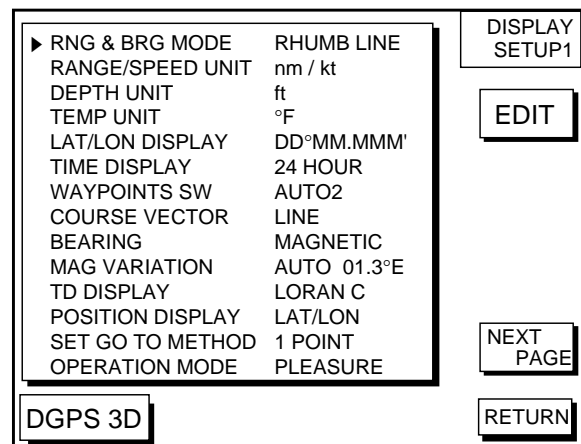 DISPLAY
SETUP1
▶ RNG & BRG MODE RHUMB LINE
RANGE/SPEED UNIT nm / kt
DEPTH UNIT ft
TEMP UNIT °F
LAT/LON DISPLAY DD°MM.MMM'
TIME DISPLAY 24 HOUR
WAYPOINTS SW AUTO2
COURSE VECTOR LINE
BEARING MAGNETIC
MAG VARIATION AUTO 01.3°E
TD DISPLAY LORAN C
POSITION DISPLAY LAT/LON
SET GO TO METHOD 1 POINT
OPERATION MODE PLEASURE
EDIT
NEXT
PAGE
DGPS 3D
RETURN